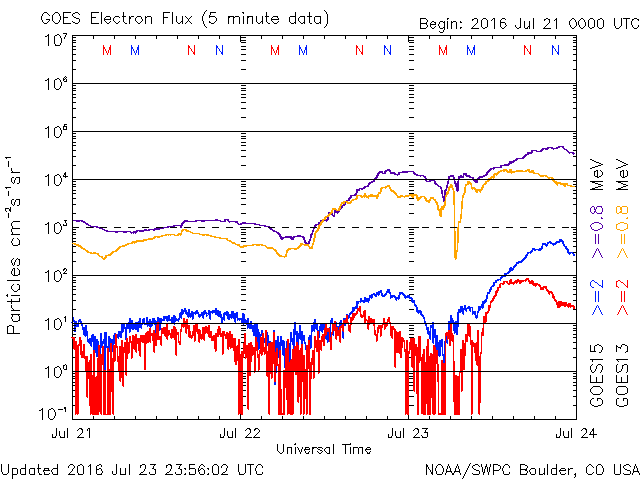 GOES Electron Flux (5 minute data)
Begin: 2016 Jul 21 0000 UTC
M M N N M M N N M M N N
10⁷
10⁶
10⁵
10⁴
10³
10²
10¹
10⁰
10⁻¹
Particles cm⁻²s⁻¹sr⁻¹
Jul 21 Jul 22 Jul 23 Jul 24
Universal Time
GOES15 >=2 >=0.8 MeV
GOES13 >=2 >=0.8 MeV
Updated 2016 Jul 23 23:56:02 UTC
NOAA/SWPC Boulder, CO USA